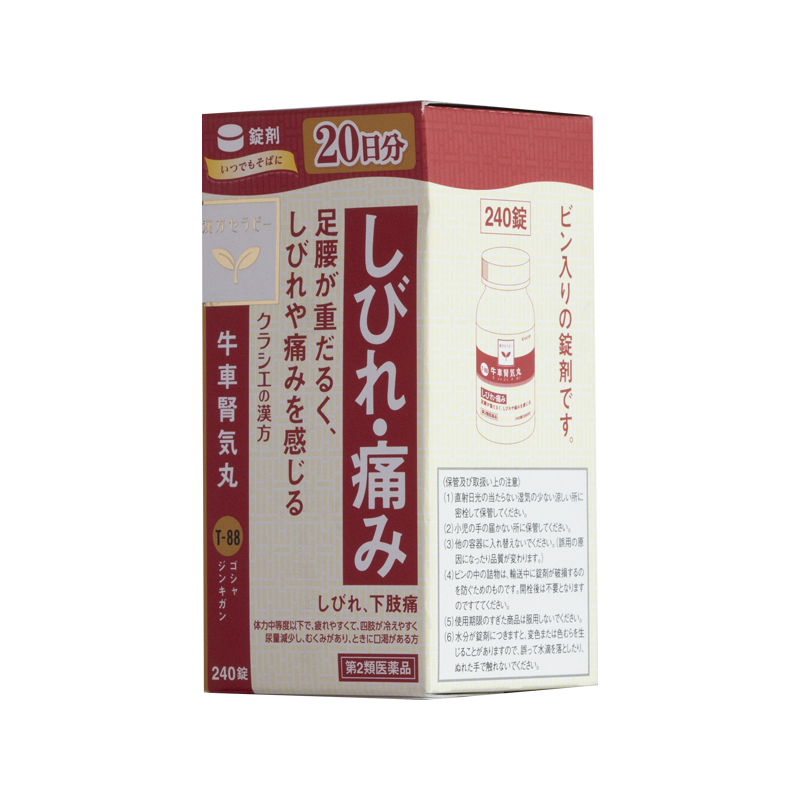 錠剤
いつでもそばに
20日分
漢方セラピー
しびれ・痛み
足腰が重だるく、
しびれや痛みを感じる
クラシエの漢方
牛車腎気丸
T-88
ゴシャ
ジンキガン
240錠
しびれ、下肢痛
体力中等度以下で、疲れやすくて、四肢が冷えやすく
尿量減少し、むくみがあり、ときに口渇がある方
第2類医薬品
ビン入りの錠剤です。
240錠
牛車腎気丸
しびれ・痛み
〈保管及び取扱い上の注意〉
(1)直射日光の当たらない湿気の少ない涼しい所に
密栓して保管してください。
(2)小児の手の届かない所に保管してください。
(3)他の容器に入れ替えないでください。(誤用の原
因になったり品質が変わります。)
(4)ビンの中の詰物は、輸送中に錠剤が破損するの
を防ぐためのものです。開栓後は不要となります
のですててください。
(5)使用期限のすぎた商品は服用しないでください。
(6)水分が錠剤につきますと、変色または色むらを生
じることがありますので、誤って水滴を落としたり、
ぬれた手で触れないでください。